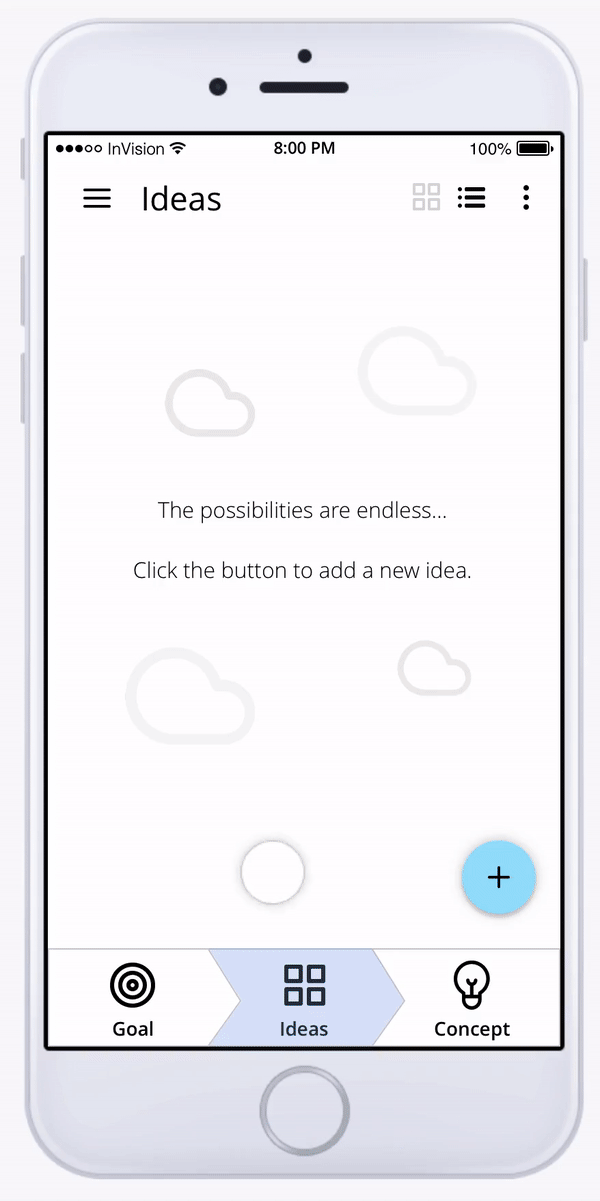 InVision 8:00 PM 100%
Ideas
The possibilities are endless...
Click the button to add a new idea.
Goal Ideas Concept